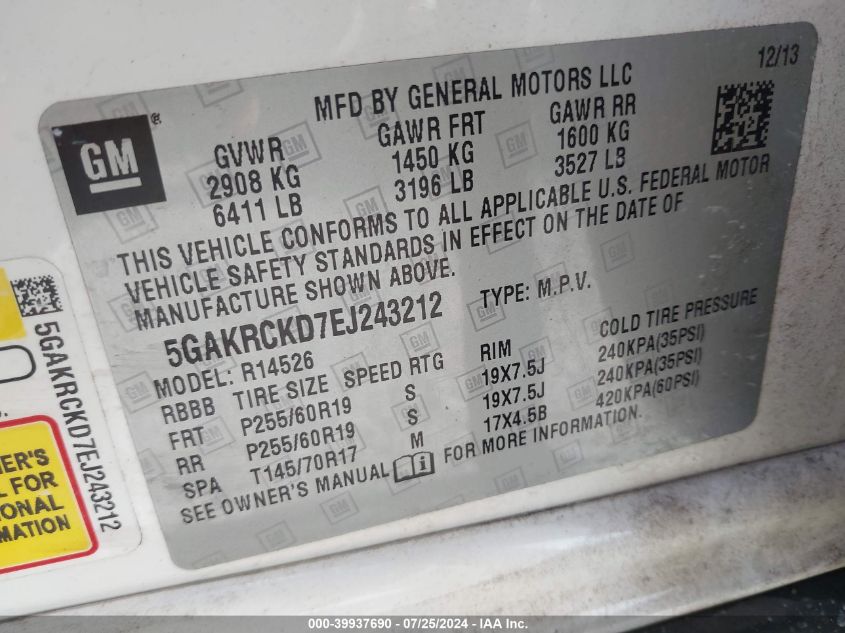 12/13
MFD BY GENERAL MOTORS LLC
GM ®
GVWR GAWR FRT GAWR RR
2908 KG 1450 KG 1600 KG
6411 LB 3196 LB 3527 LB
THIS VEHICLE CONFORMS TO ALL APPLICABLE U.S. FEDERAL MOTOR
VEHICLE SAFETY STANDARDS IN EFFECT ON THE DATE OF
MANUFACTURE SHOWN ABOVE.
5GAKRCKD7EJ243212 TYPE: M.P.V.
MODEL: R14526
RBBB TIRE SIZE SPEED RTG RIM COLD TIRE PRESSURE
FRT P255/60R19 S 19X7.5J 240KPA(35PSI)
RR P255/60R19 S 19X7.5J 240KPA(35PSI)
SPA T145/70R17 M 17X4.5B 420KPA(60PSI)
SEE OWNER'S MANUAL FOR MORE INFORMATION.
5GAKRCKD7EJ243212
ER'S
L FOR
IONAL
MATION
000-39937690 / 07/25/2024 - IAA Inc.